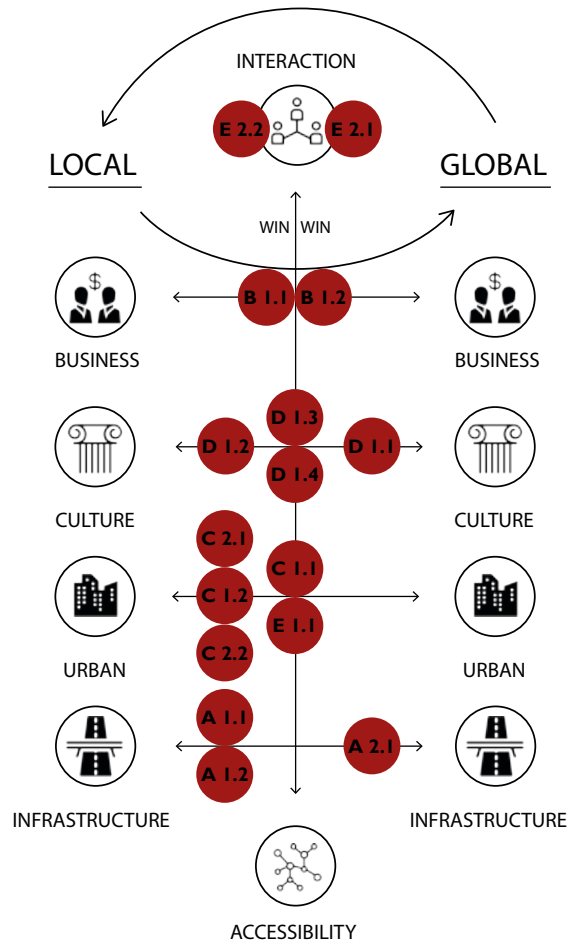 INTERACTION
E 2.2 E 2.1
LOCAL GLOBAL
WIN WIN
$ B 1.1 B 1.2 $
BUSINESS BUSINESS
D 1.3
D 1.2 D 1.1
D 1.4
CULTURE CULTURE
C 2.1
C 1.1
C 1.2
E 1.1
C 2.2
URBAN URBAN
A 1.1
A 2.1
A 1.2
INFRASTRUCTURE INFRASTRUCTURE
ACCESSIBILITY